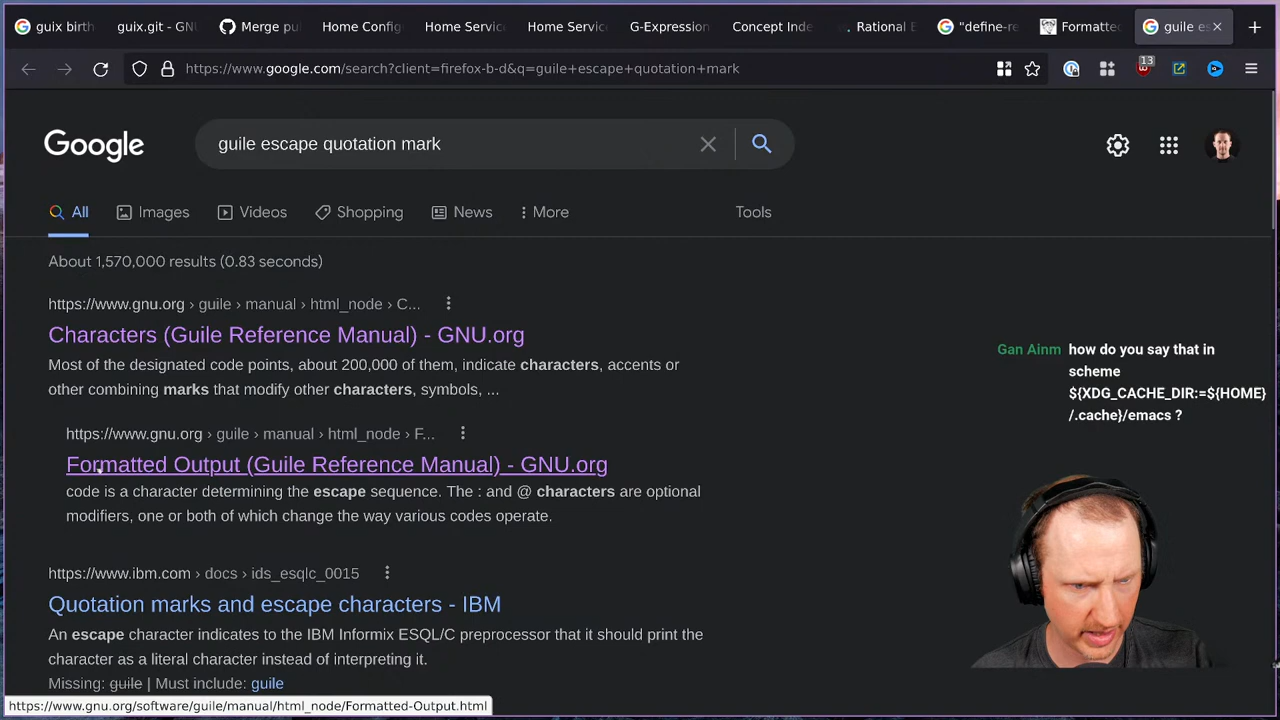 guix birth
guix.git - GNU
Merge pu
Home Config
Home Servic
Home Servic
G-Expression
Concept Inde
Rational E
"define-re
Formatted
guile es
https://www.google.com/search?client=firefox-b-d&q=guile+escape+quotation+mark
13
Google
guile escape quotation mark
All
Images
Videos
Shopping
News
More
Tools
About 1,570,000 results (0.83 seconds)
https://www.gnu.org › guile › manual › html_node › C...
Characters (Guile Reference Manual) - GNU.org
Most of the designated code points, about 200,000 of them, indicate characters, accents or
other combining marks that modify other characters, symbols, ...
https://www.gnu.org › guile › manual › html_node › F...
Formatted Output (Guile Reference Manual) - GNU.org
code is a character determining the escape sequence. The : and @ characters are optional
modifiers, one or both of which change the way various codes operate.
https://www.ibm.com › docs › ids_esqlc_0015
Quotation marks and escape characters - IBM
An escape character indicates to the IBM Informix ESQL/C preprocessor that it should print the
character as a literal character instead of interpreting it.
Missing: guile | Must include: guile
https://www.gnu.org/software/guile/manual/html_node/Formatted-Output.html
Gan Ainm how do you say that in
scheme
${XDG_CACHE_DIR:=${HOME}
/.cache}/emacs ?